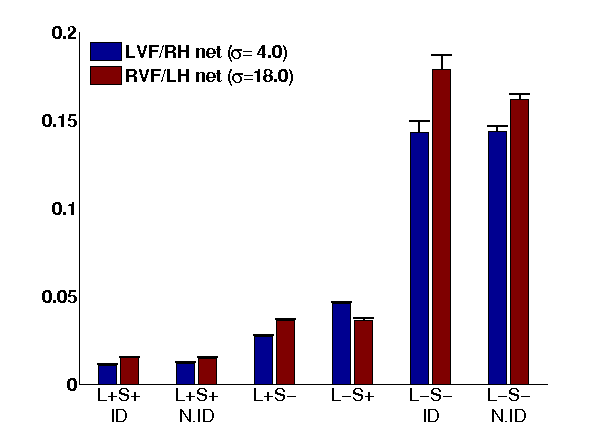 0.2
LVF/RH net (σ= 4.0)
RVF/LH net (σ=18.0)
0.15
0.1
0.05
0
L+S+ L+S+ L+S− L−S+ L−S− L−S−
ID N.ID ID N.ID